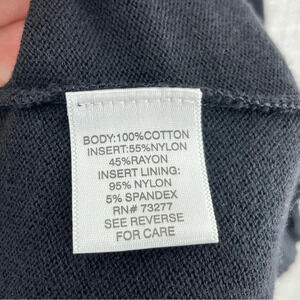 BODY:100%COTTON
INSERT:55%NYLON
45%RAYON
INSERT LINING:
95% NYLON
5% SPANDEX
RN# 73277
SEE REVERSE
FOR CARE